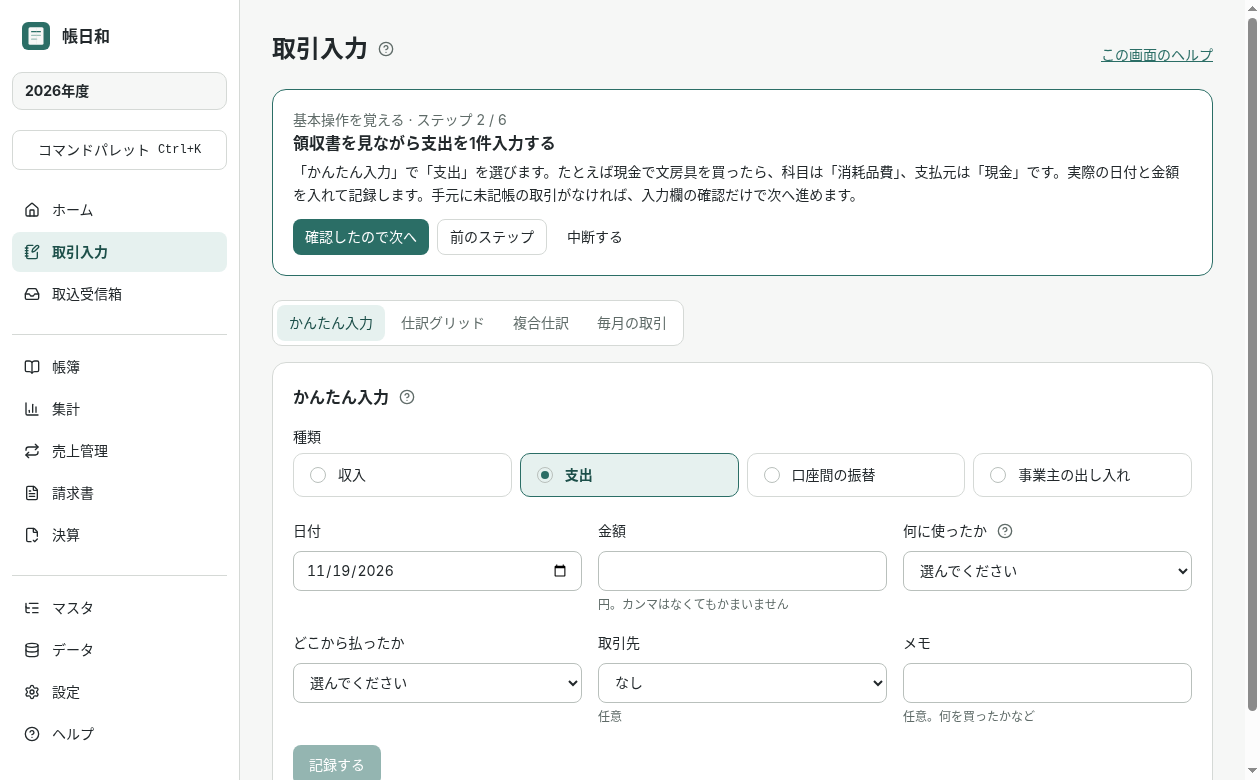 帳日和
2026年度
コマンドパレット Ctrl+K
ホーム
取引入力
取込受信箱
帳簿
集計
売上管理
請求書
決算
マスタ
データ
設定
ヘルプ
取引入力
この画面のヘルプ
基本操作を覚える · ステップ 2 / 6
領収書を見ながら支出を1件入力する
「かんたん入力」で「支出」を選びます。たとえば現金で文房具を買ったら、科目は「消耗品費」、支払元は「現金」です。実際の日付と金額
を入れて記録します。手元に未記帳の取引がなければ、入力欄の確認だけで次へ進めます。
確認したので次へ 前のステップ 中断する
かんたん入力 仕訳グリッド 複合仕訳 毎月の取引
かんたん入力
種類
収入 支出 口座間の振替 事業主の出し入れ
日付 金額 何に使ったか
11/19/2026 選んでください
円。カンマはなくてもかまいません
どこから払ったか 取引先 メモ
選んでください なし
任意 任意。何を買ったかなど
記録する